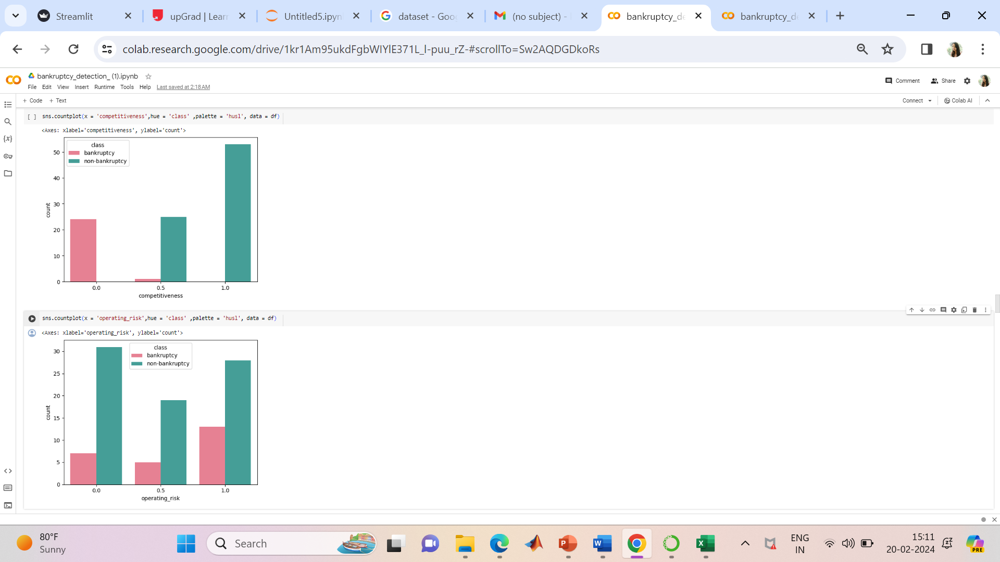 Streamlit
upGrad | Lear
Untitled5.ipyn
dataset - Goo
(no subject) -
bankruptcy_de
bankruptcy_de
colab.research.google.com/drive/1kr1Am95ukdFgbWIYlE371L_l-puu_rZ-#scrollTo=Sw2AQDGDkoRs
bankruptcy_detection_ (1).ipynb
File Edit View Insert Runtime Tools Help Last saved at 2:18 AM
Comment Share
+ Code + Text
Connect Colab AI
[ ] sns.countplot(x = 'competitiveness',hue = 'class' ,palette = 'husl', data = df)
<Axes: xlabel='competitiveness', ylabel='count'>
class
bankruptcy
non-bankruptcy
50
40
30
20
10
0
count
0.0 0.5 1.0
competitiveness
sns.countplot(x = 'operating_risk',hue = 'class' ,palette = 'husl', data = df)
<Axes: xlabel='operating_risk', ylabel='count'>
class
bankruptcy
non-bankruptcy
30
25
20
15
10
5
0
count
0.0 0.5 1.0
operating_risk
80°F
Sunny
Search
ENG
IN
15:11
20-02-2024
PRE